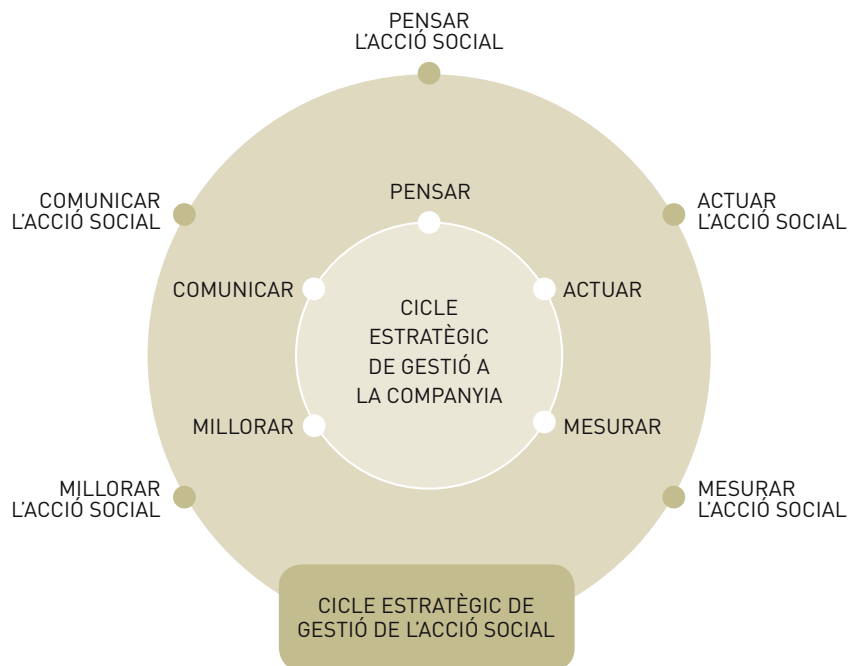 PENSAR
L'ACCIÓ SOCIAL
COMUNICAR
L'ACCIÓ SOCIAL
PENSAR
ACTUAR
L'ACCIÓ SOCIAL
COMUNICAR
ACTUAR
CICLE
ESTRATÈGIC
DE GESTIÓ A
LA COMPANYIA
MILLORAR
MESURAR
MILLORAR
L'ACCIÓ SOCIAL
MESURAR
L'ACCIÓ SOCIAL
CICLE ESTRATÈGIC DE
GESTIÓ DE L'ACCIÓ SOCIAL